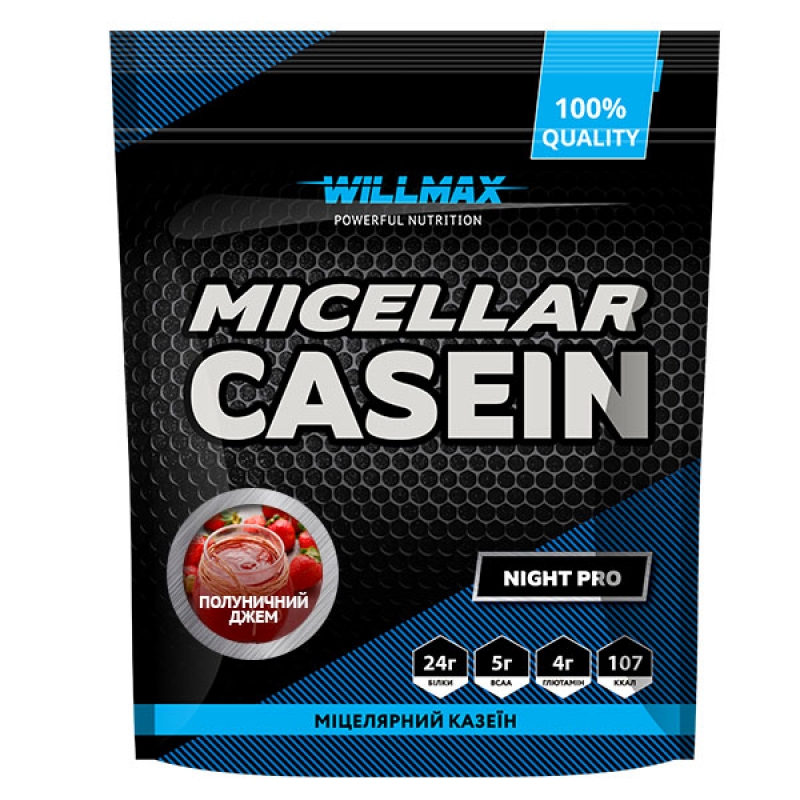 100%
QUALITY
WILLMAX
POWERFUL NUTRITION
MICELLAR
CASEIN
ПОЛУНИЧНИЙ
ДЖЕМ
NIGHT PRO
24г 5г 4г 107
БІЛКИ BCAA ГЛЮТАМІН ККАЛ
МІЦЕЛЯРНИЙ КАЗЕЇН